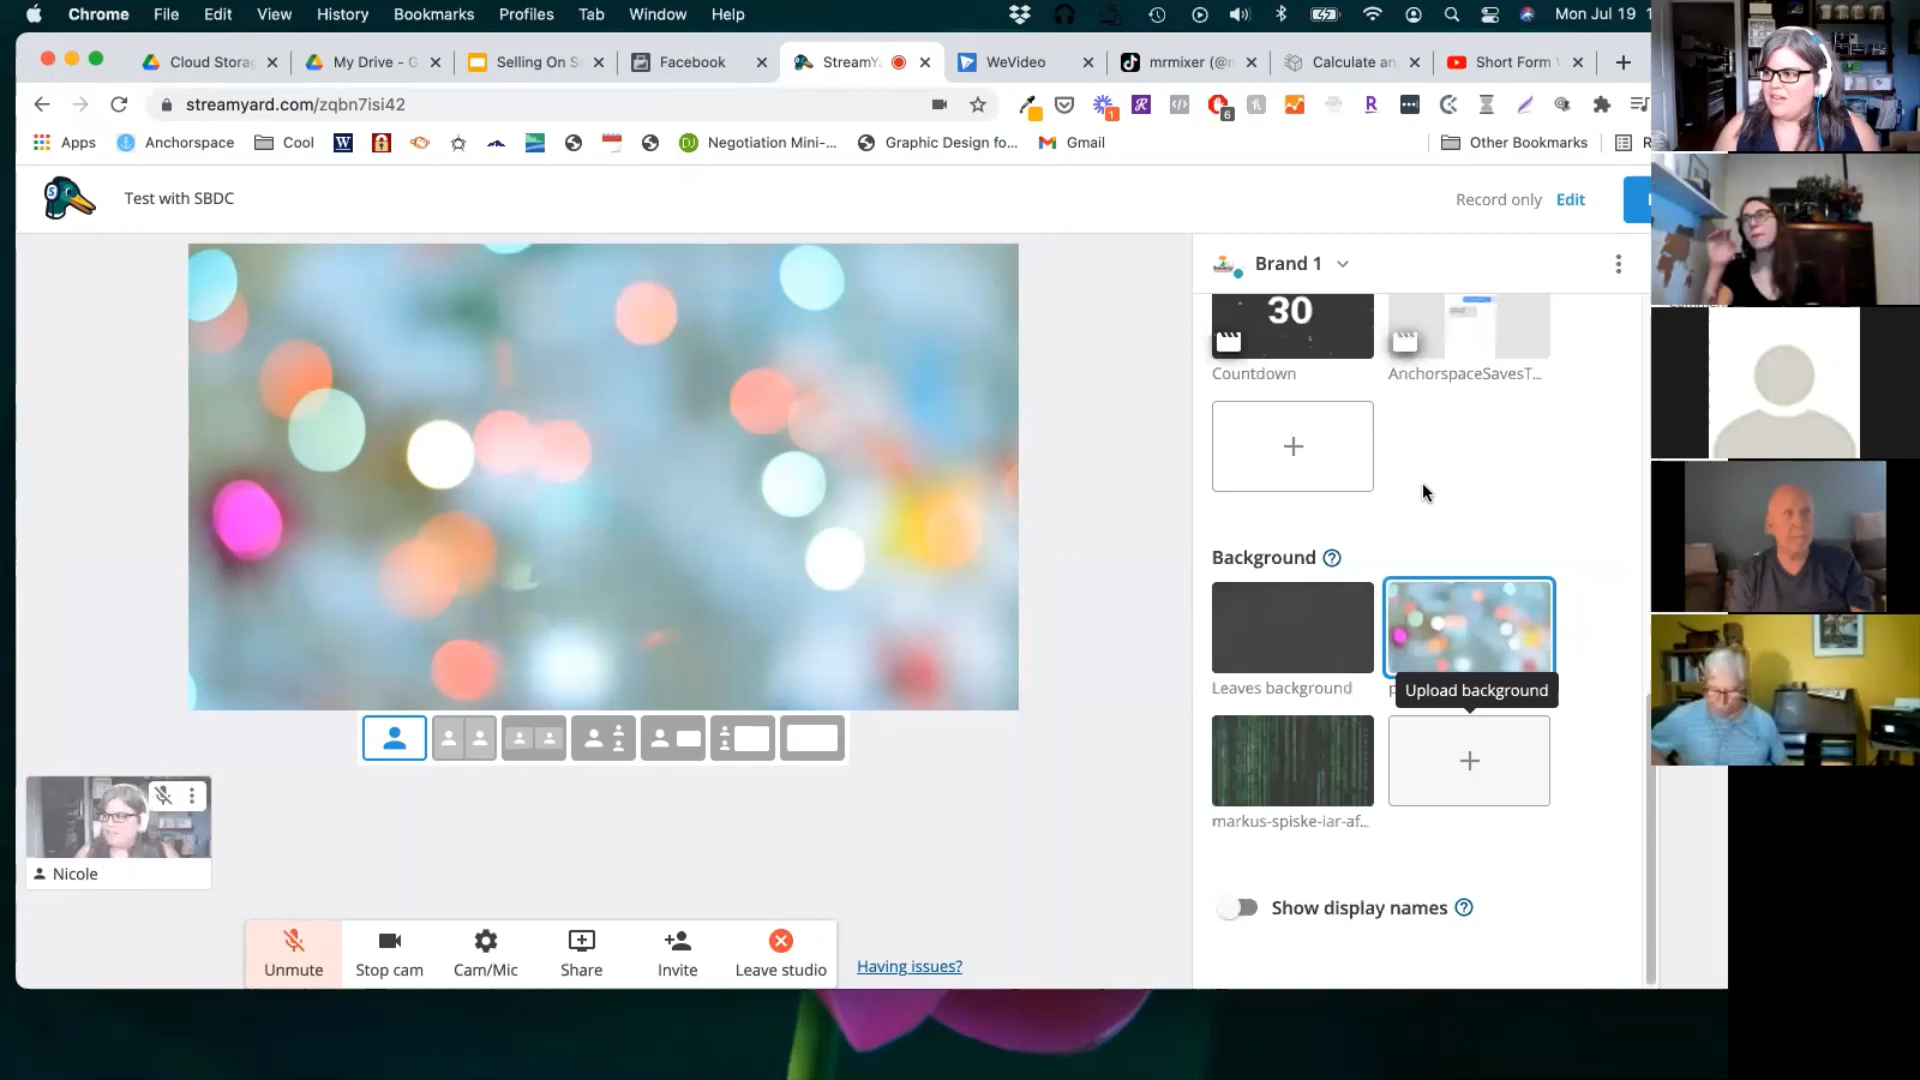 Chrome File Edit View History Bookmarks Profiles Tab Window Help Mon Jul 19
Cloud Stora My Drive - G Selling On S Facebook StreamY WeVideo mrmixer (@ Calculate an Short Form
streamyard.com/zqbn7isi42
1 6
Apps Anchorspace Cool Negotiation Mini-... Graphic Design fo... Gmail Other Bookmarks R
Test with SBDC
Record only Edit
Brand 1
30
Countdown AnchorspaceSavesT...
Background
Leaves background
Upload background
markus-spiske-iar-af...
Show display names
Nicole
Unmute Stop cam Cam/Mic Share Invite Leave studio
Having issues?